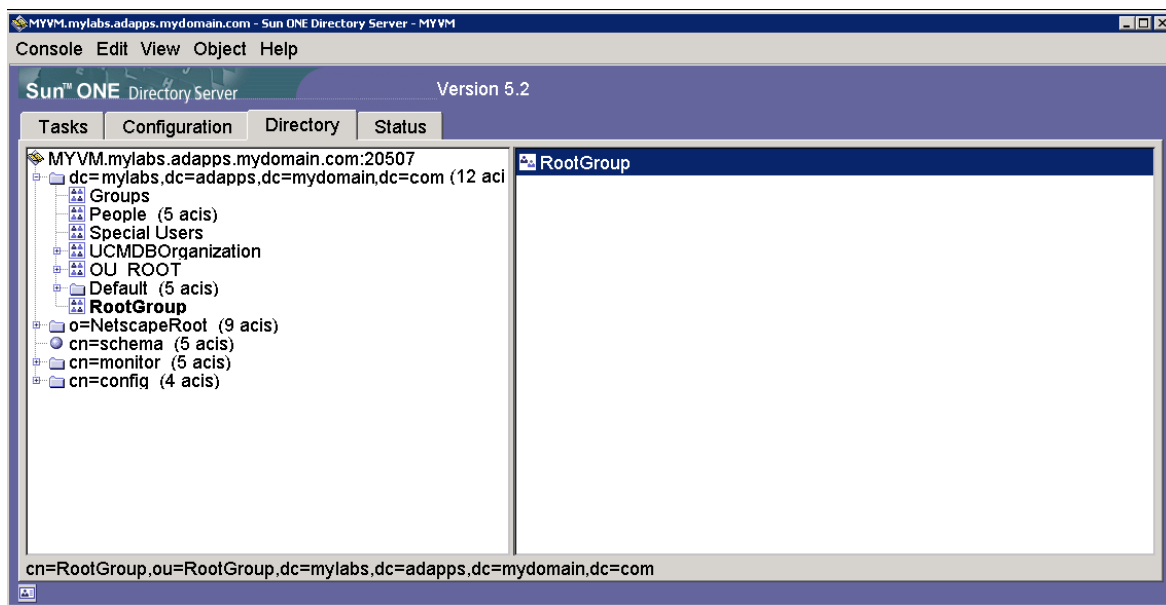 MYVM.mylabs.adapps.mydomain.com - Sun ONE Directory Server - MYVM
Console Edit View Object Help
Sun™ ONE Directory Server Version 5.2
Tasks Configuration Directory Status
MYVM.mylabs.adapps.mydomain.com:20507
dc=mylabs,dc=adapps,dc=mydomain,dc=com (12 aci
Groups
People (5 acis)
Special Users
UCMDBOrganization
OU_ROOT
Default (5 acis)
RootGroup
o=NetscapeRoot (9 acis)
cn=schema (5 acis)
cn=monitor (5 acis)
cn=config (4 acis)
RootGroup
cn=RootGroup,ou=RootGroup,dc=mylabs,dc=adapps,dc=mydomain,dc=com